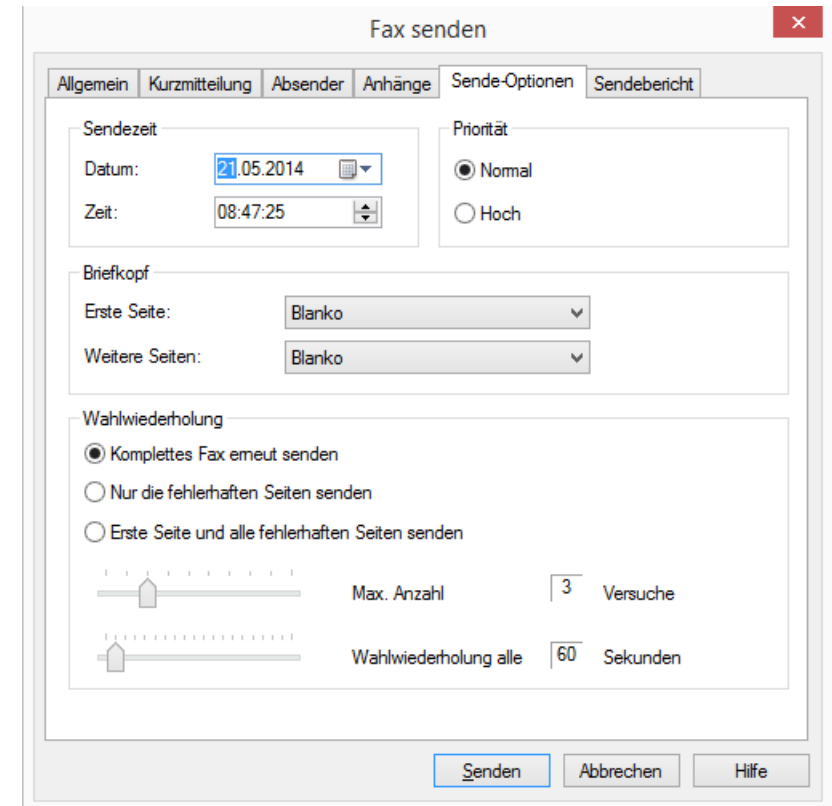 Fax senden
Allgemein Kurzmitteilung Absender Anhänge Sende-Optionen Sendebericht
Sendezeit
Datum: 21.05.2014
Zeit: 08:47:25
Priorität
Normal
Hoch
Briefkopf
Erste Seite: Blanko
Weitere Seiten: Blanko
Wahlwiederholung
Komplettes Fax erneut senden
Nur die fehlerhaften Seiten senden
Erste Seite und alle fehlerhaften Seiten senden
Max. Anzahl 3 Versuche
Wahlwiederholung alle 60 Sekunden
Senden Abbrechen Hilfe